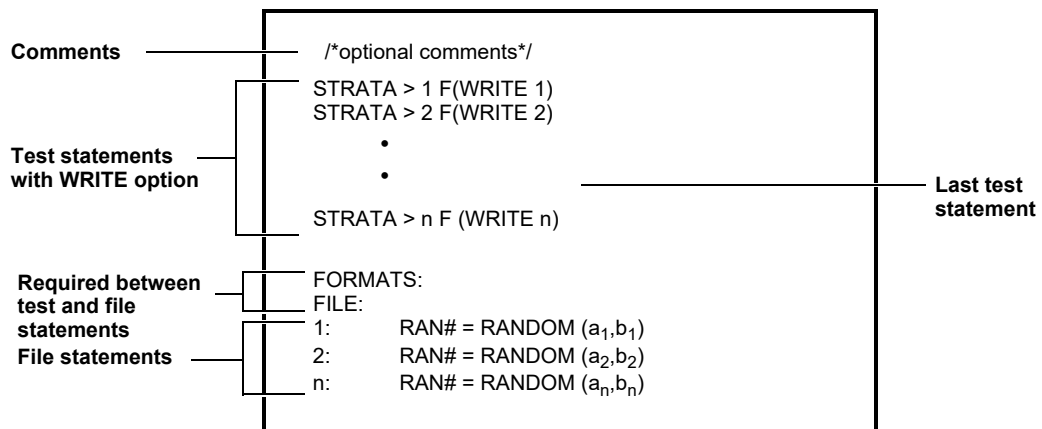 Comments
/*optional comments*/
STRATA > 1 F(WRITE 1)
STRATA > 2 F(WRITE 2)
•
•
Test statements
with WRITE option
Last test
statement
STRATA > n F (WRITE n)
Required between
test and file
statements
FORMATS:
FILE:
File statements
1: RAN# = RANDOM (a₁,b₁)
2: RAN# = RANDOM (a₂,b₂)
n: RAN# = RANDOM (aₙ,bₙ)